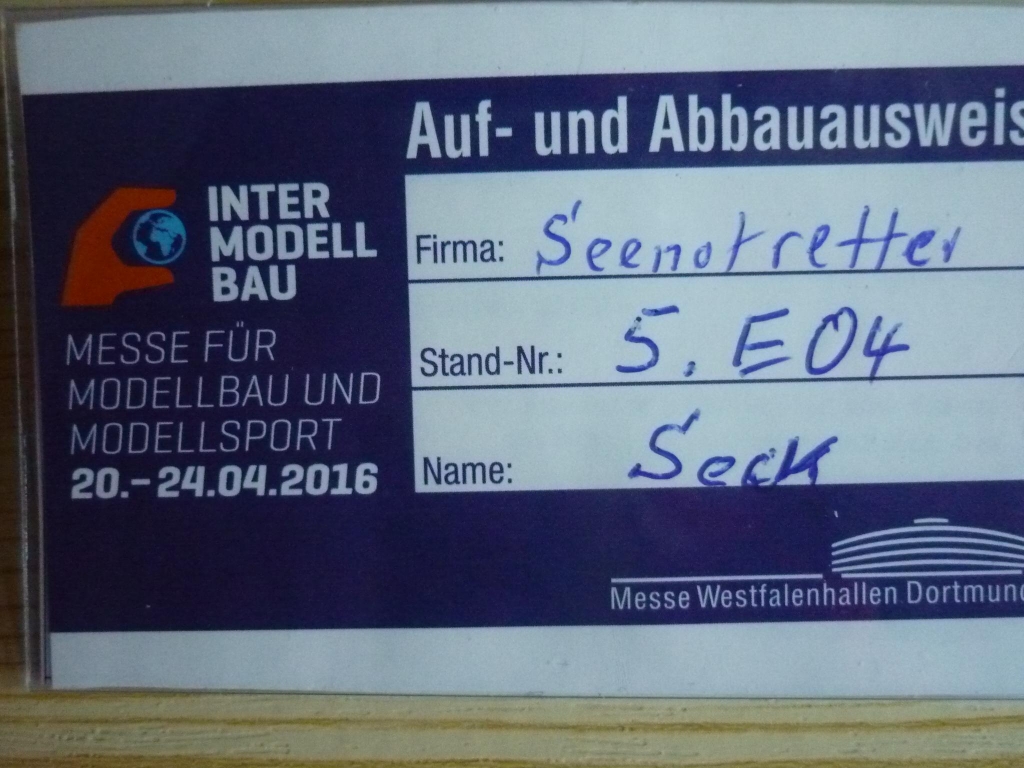 Auf- und Abbauausweis
INTER
MODELL
BAU
MESSE FÜR
MODELLBAU UND
MODELLSPORT
20.–24.04.2016
Firma: Seenotretter
Stand-Nr.: 5. E04
Name: Seck
Messe Westfalenhallen Dortmund